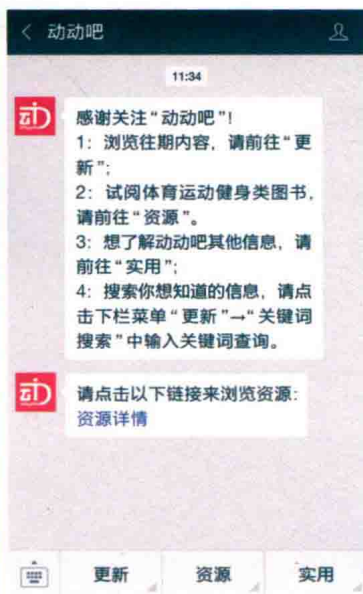 动动吧
11:34
动
感谢关注“动动吧”!
1: 浏览往期内容, 请前往“更
新”;
2: 试阅体育运动健身类图书,
请前往“资源”。
3: 想了解动动吧其他信息, 请
前往“实用”;
4: 搜索你想知道的信息, 请点
击下栏菜单“更新”→“关键词
搜索”中输入关键词查询。
动
请点击以下链接来浏览资源:
资源详情
更新
资源
实用